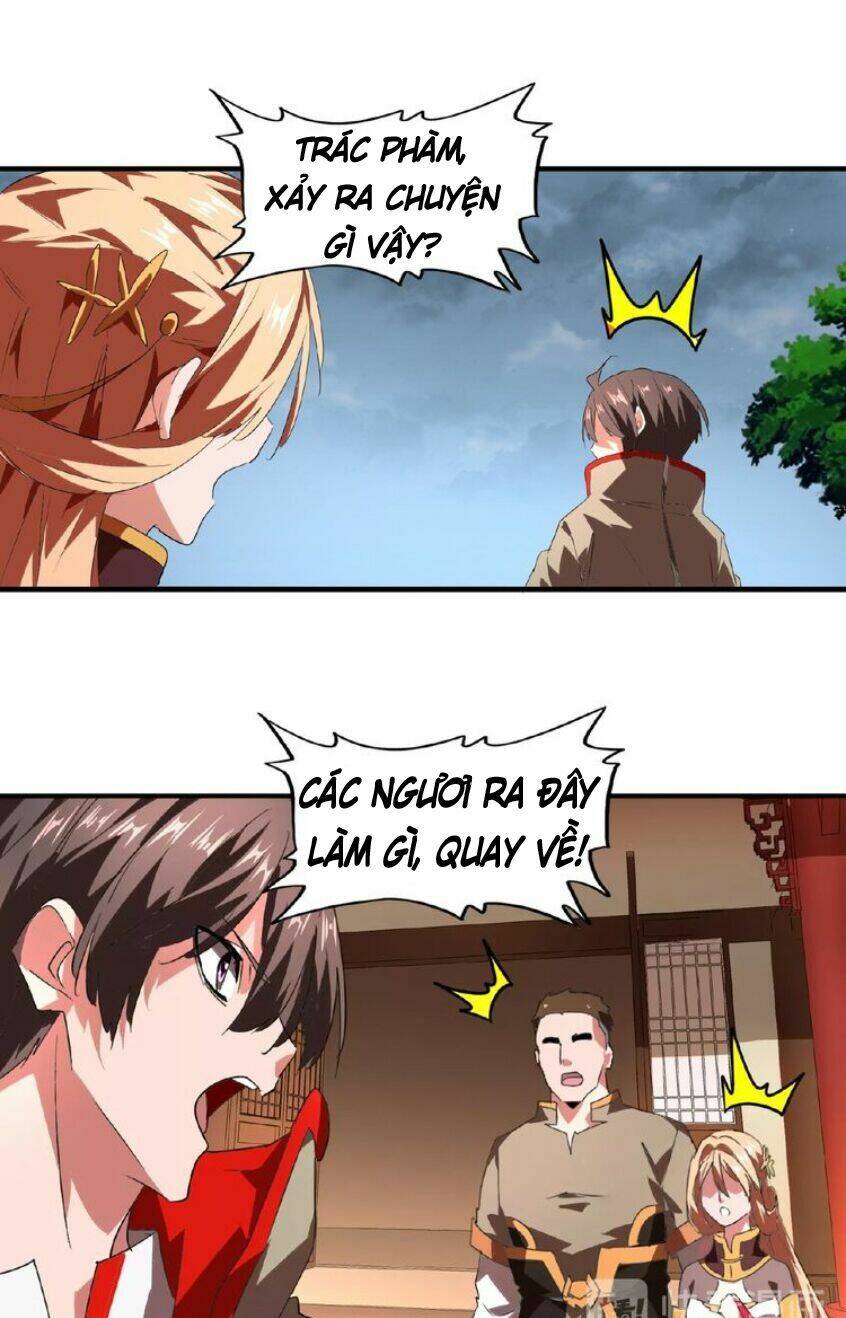 TRÁC PHÀM,
XẢY RA CHUYỆN
GÌ VẬY?
CÁC NGƯƠI RA ĐÂY
LÀM GÌ, QUAY VỀ!